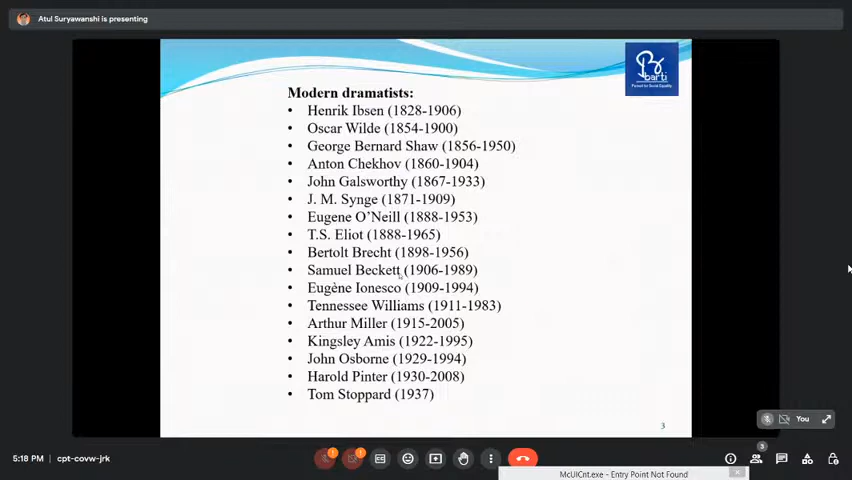 Atul Suryawanshi is presenting
barti
Modern dramatists:
• Henrik Ibsen (1828-1906)
• Oscar Wilde (1854-1900)
• George Bernard Shaw (1856-1950)
• Anton Chekhov (1860-1904)
• John Galsworthy (1867-1933)
• J. M. Synge (1871-1909)
• Eugene O’Neill (1888-1953)
• T.S. Eliot (1888-1965)
• Bertolt Brecht (1898-1956)
• Samuel Beckett (1906-1989)
• Eugène Ionesco (1909-1994)
• Tennessee Williams (1911-1983)
• Arthur Miller (1915-2005)
• Kingsley Amis (1922-1995)
• John Osborne (1929-1994)
• Harold Pinter (1930-2008)
• Tom Stoppard (1937)
3
You
5:18 PM | cpt-covw-jrk
3
McUICnt.exe - Entry Point Not Found